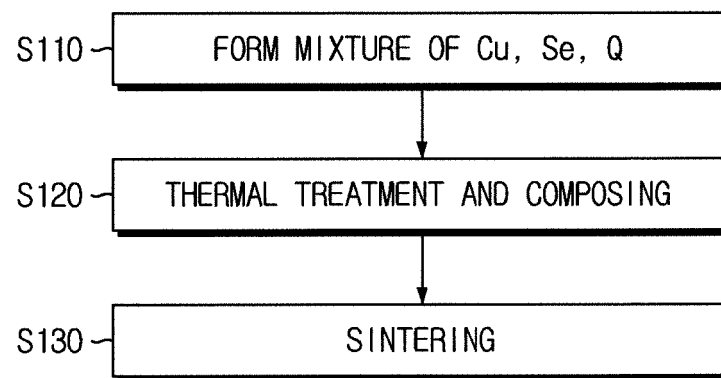 S110 FORM MIXTURE OF Cu, Se, Q
S120 THERMAL TREATMENT AND COMPOSING
S130 SINTERING